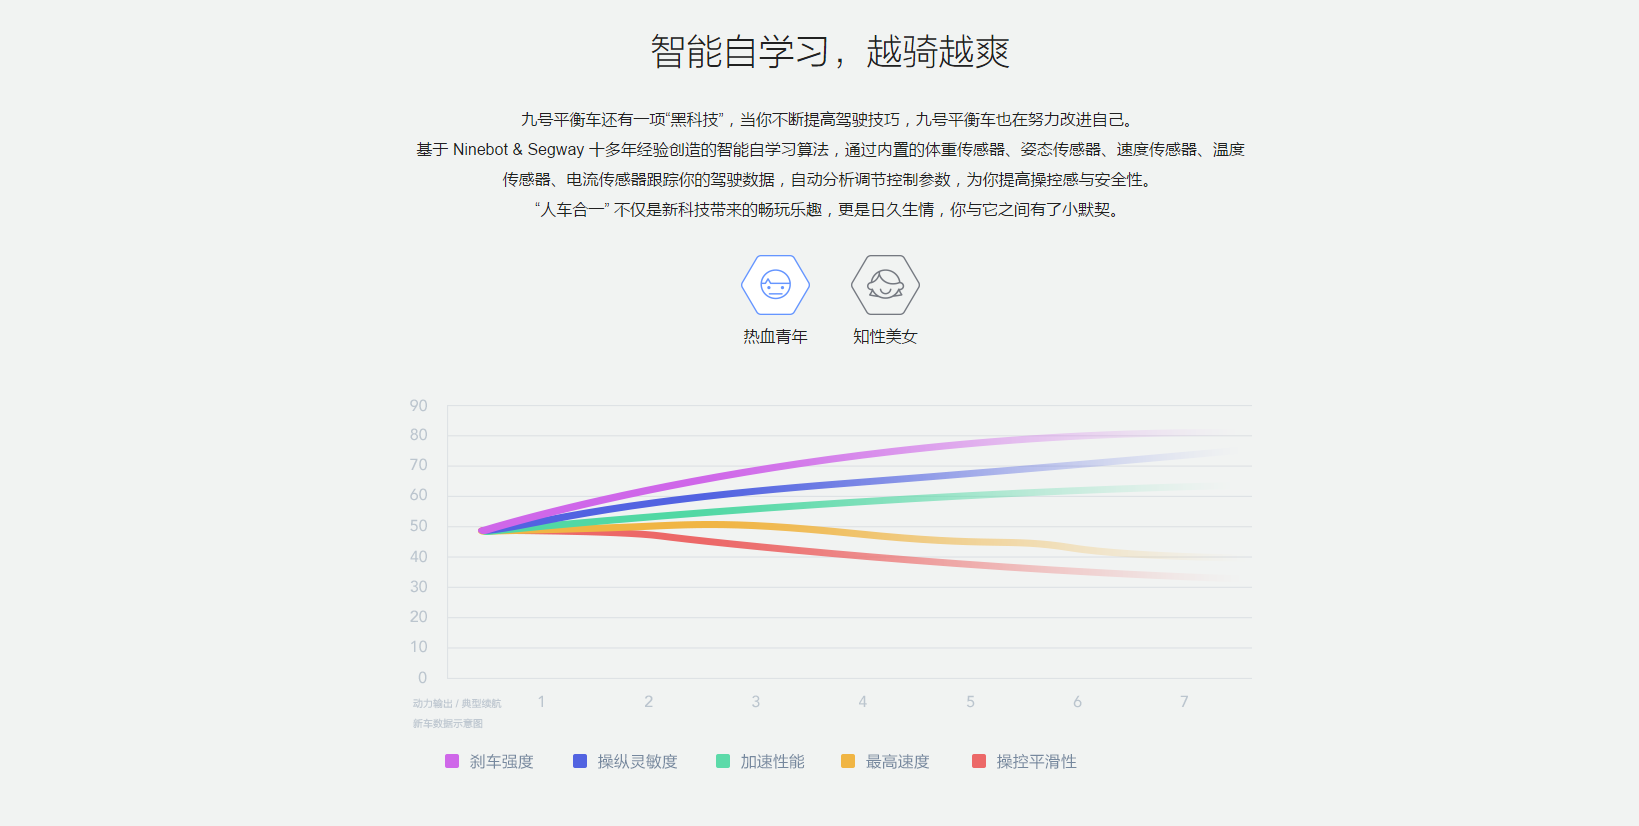 智能自学习，越骑越爽
九号平衡车还有一项“黑科技”，当你不断提高驾驶技巧，九号平衡车也在努力改进自己。
基于 Ninebot & Segway 十多年经验创造的智能自学习算法，通过内置的体重传感器、姿态传感器、速度传感器、温度
传感器、电流传感器跟踪你的驾驶数据，自动分析调节控制参数，为你提高操控感与安全性。
“人车合一” 不仅是新科技带来的畅玩乐趣，更是日久生情，你与它之间有了小默契。
热血青年 知性美女
90
80
70
60
50
40
30
20
10
0
动力输出 / 典型续航 1 2 3 4 5 6 7
新车数据示意图
刹车强度 操纵灵敏度 加速性能 最高速度 操控平滑性